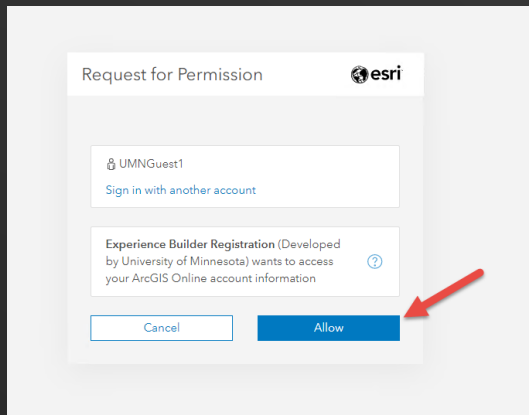 Request for Permission
esri
UMNGuest1
Sign in with another account
Experience Builder Registration (Developed
by University of Minnesota) wants to access
your ArcGIS Online account information
?
Cancel
Allow